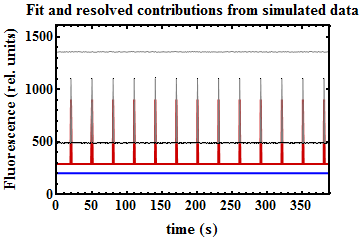 Fit and resolved contributions from simulated data
Fluorescence (rel. units)
1500
1000
500
0
0 50 100 150 200 250 300 350
time (s)